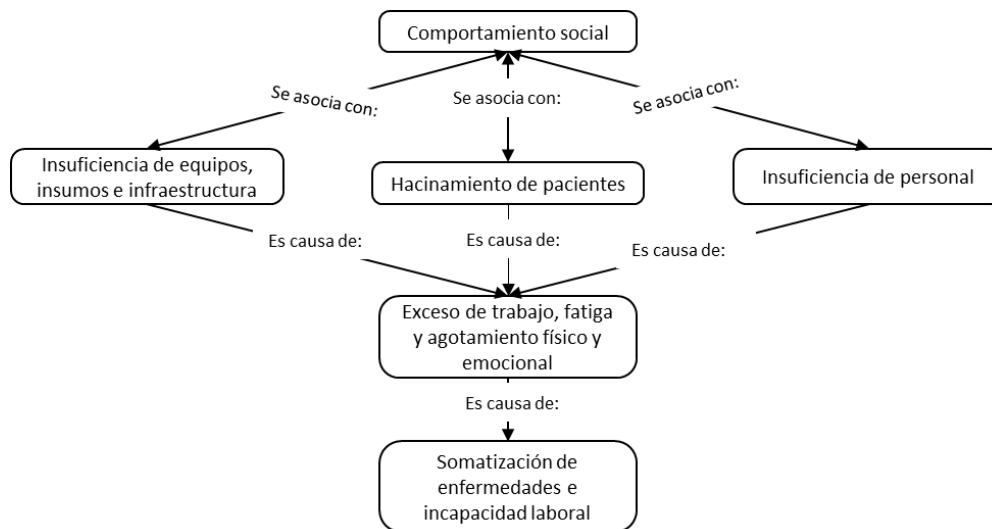 Comportamiento social
Se asocia con:
Se asocia con:
Se asocia con:
Insuficiencia de equipos,
insumos e infraestructura
Hacinamiento de pacientes
Insuficiencia de personal
Es causa de:
Es causa de:
Es causa de:
Exceso de trabajo, fatiga
y agotamiento físico y
emocional
Es causa de:
Somatización de
enfermedades e
incapacidad laboral